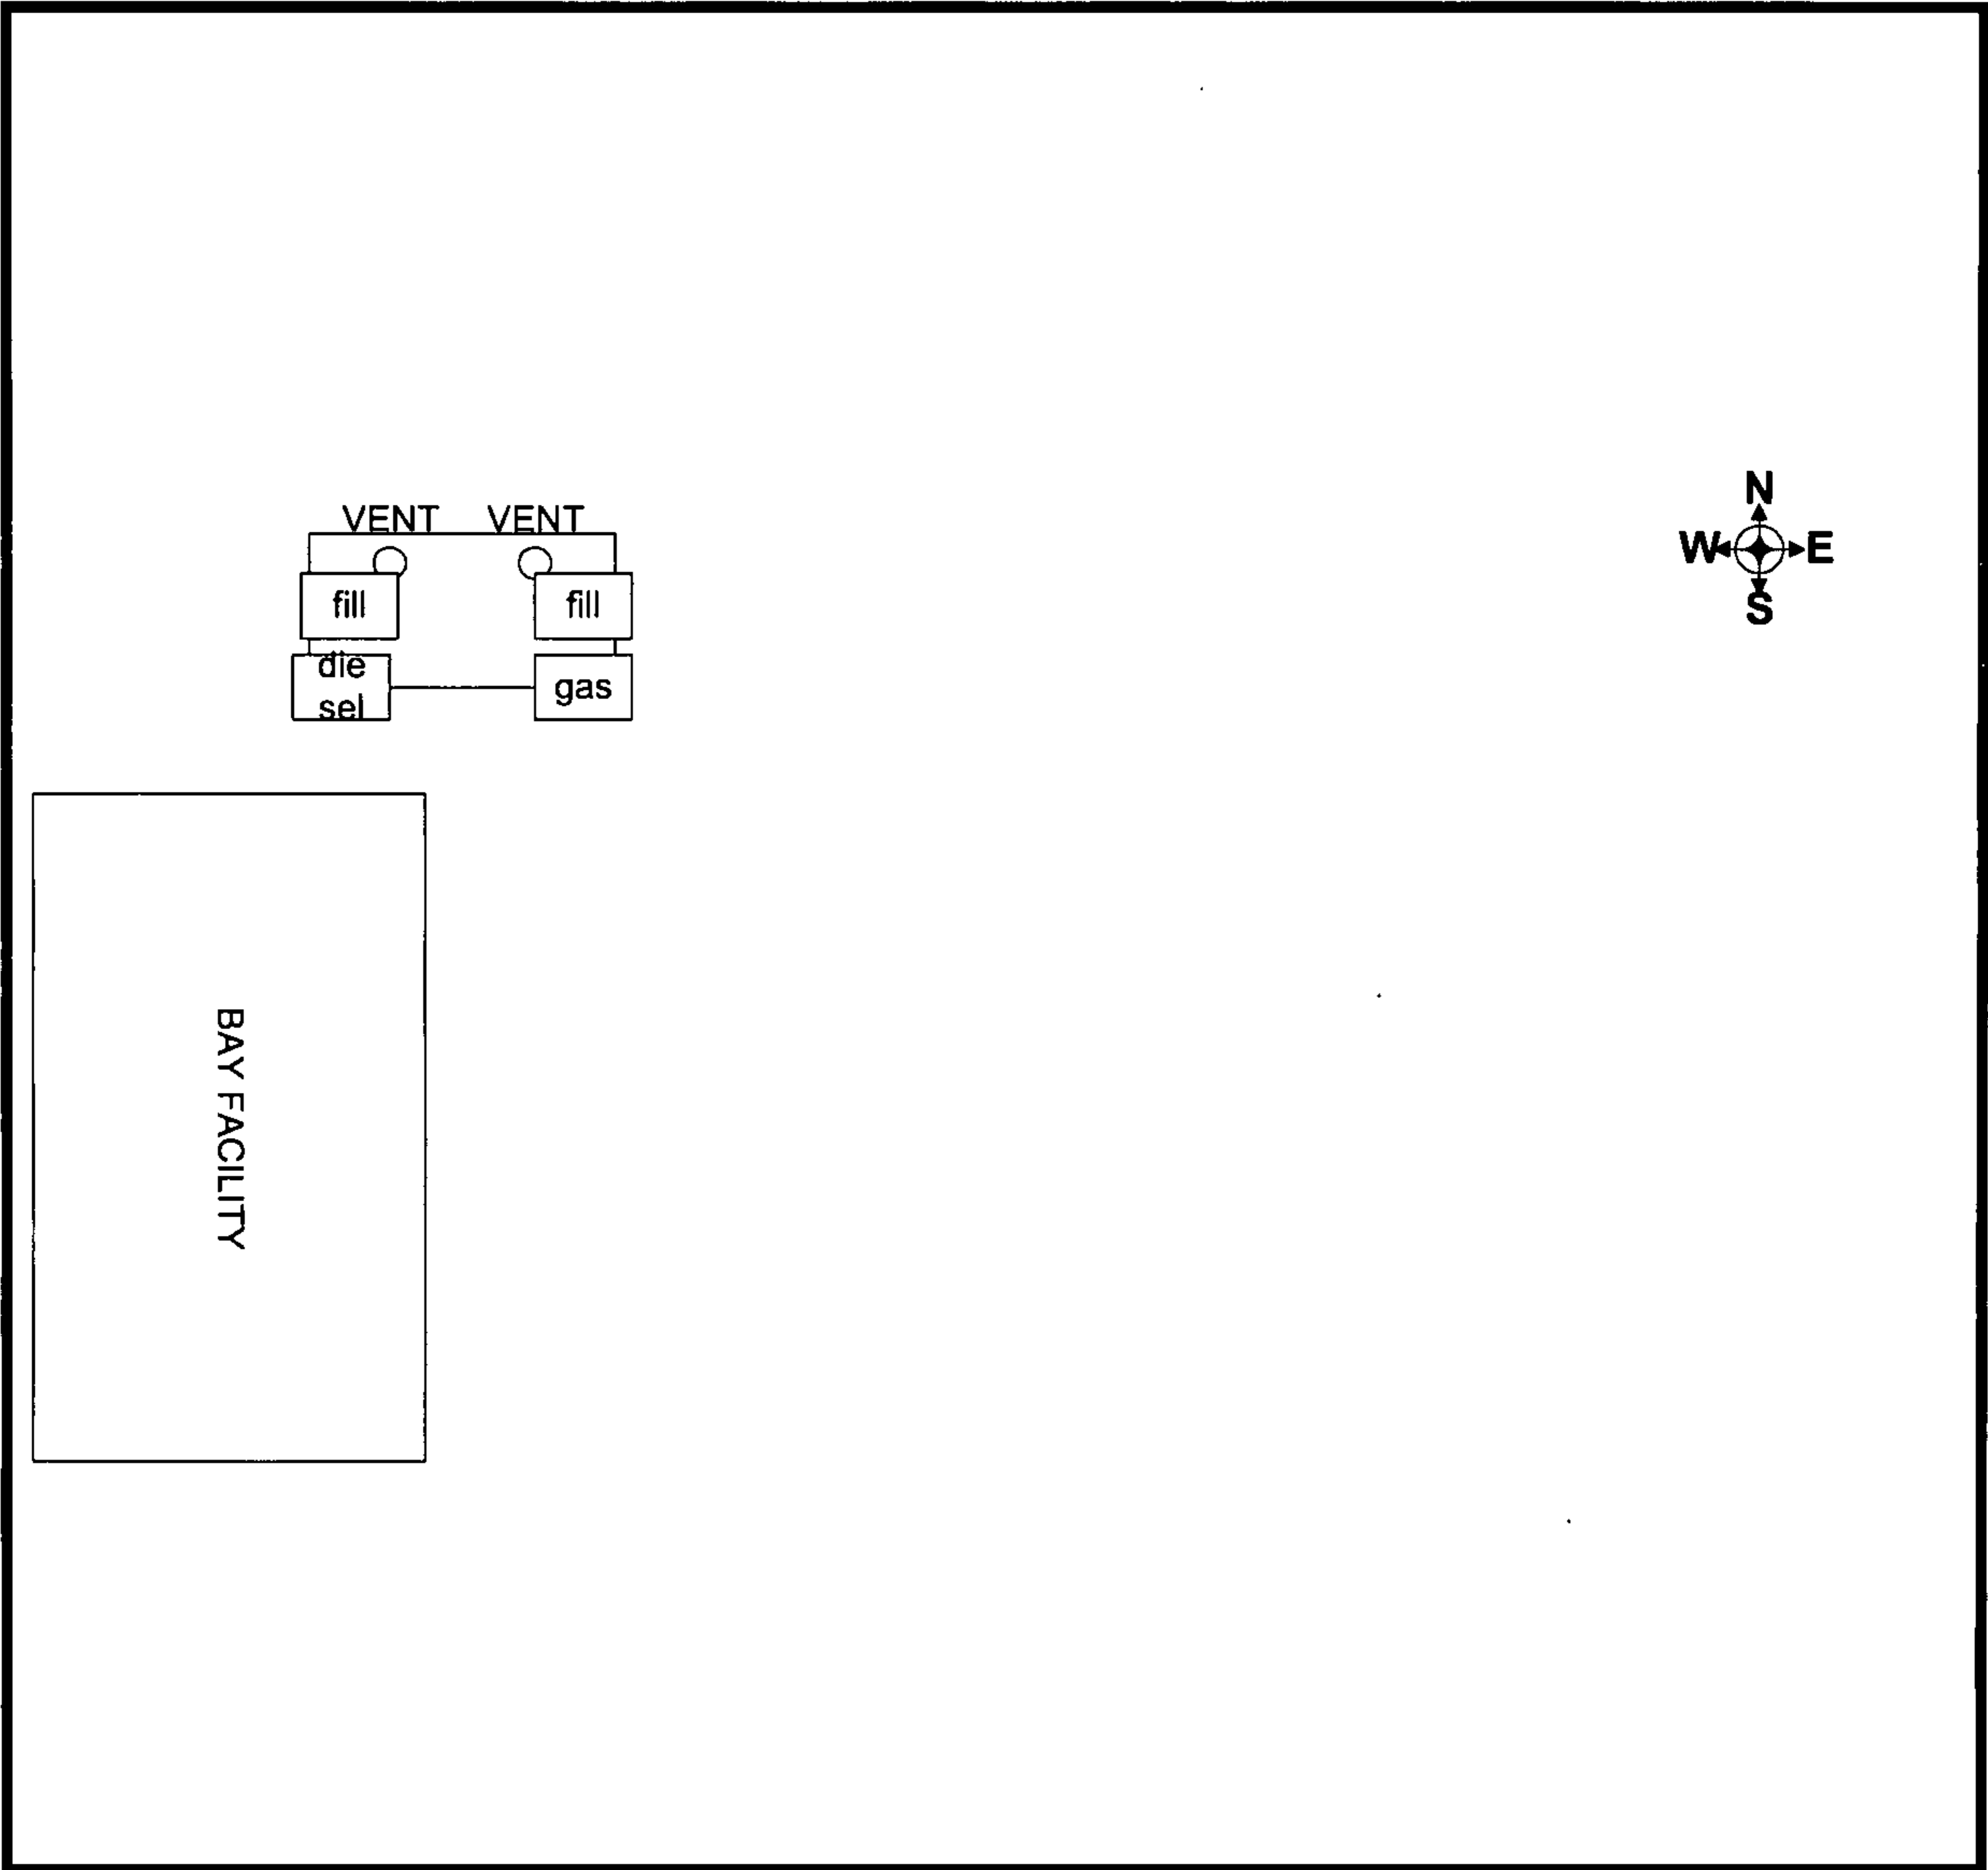 N
VENT VENT
W E
fill fill
S
die
sel
gas
BAY FACILITY